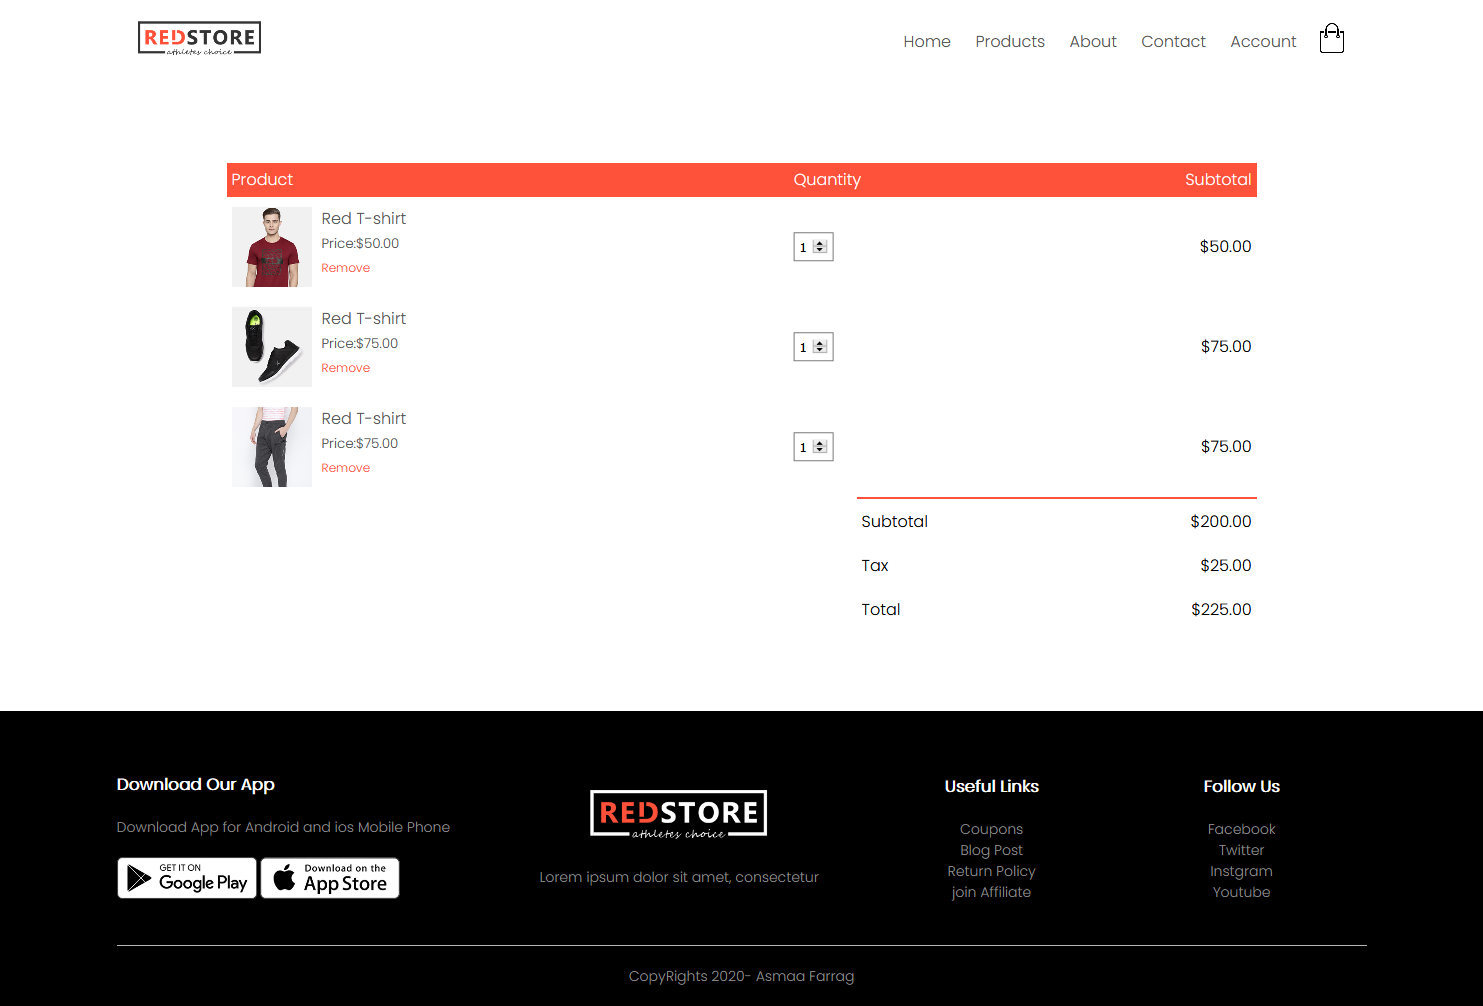 REDSTORE
athletes choice
Home Products About Contact Account
Product Quantity Subtotal
Red T-shirt
Price:$50.00
Remove
1
$50.00
Red T-shirt
Price:$75.00
Remove
1
$75.00
Red T-shirt
Price:$75.00
Remove
1
$75.00
Subtotal $200.00
Tax $25.00
Total $225.00
Download Our App
Download App for Android and ios Mobile Phone
GET IT ON
Google Play
Download on the
App Store
REDSTORE
athletes choice
Lorem ipsum dolor sit amet, consectetur
Useful Links
Coupons
Blog Post
Return Policy
join Affiliate
Follow Us
Facebook
Twitter
Instgram
Youtube
CopyRights 2020- Asmaa Farrag